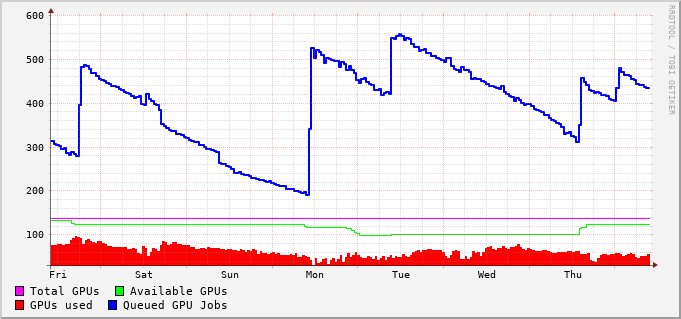 RRDTOOL / TOBI OETIKER
600
500
400
300
200
100
Fri Sat Sun Mon Tue Wed Thu
Total GPUs Available GPUs
GPUs used Queued GPU Jobs